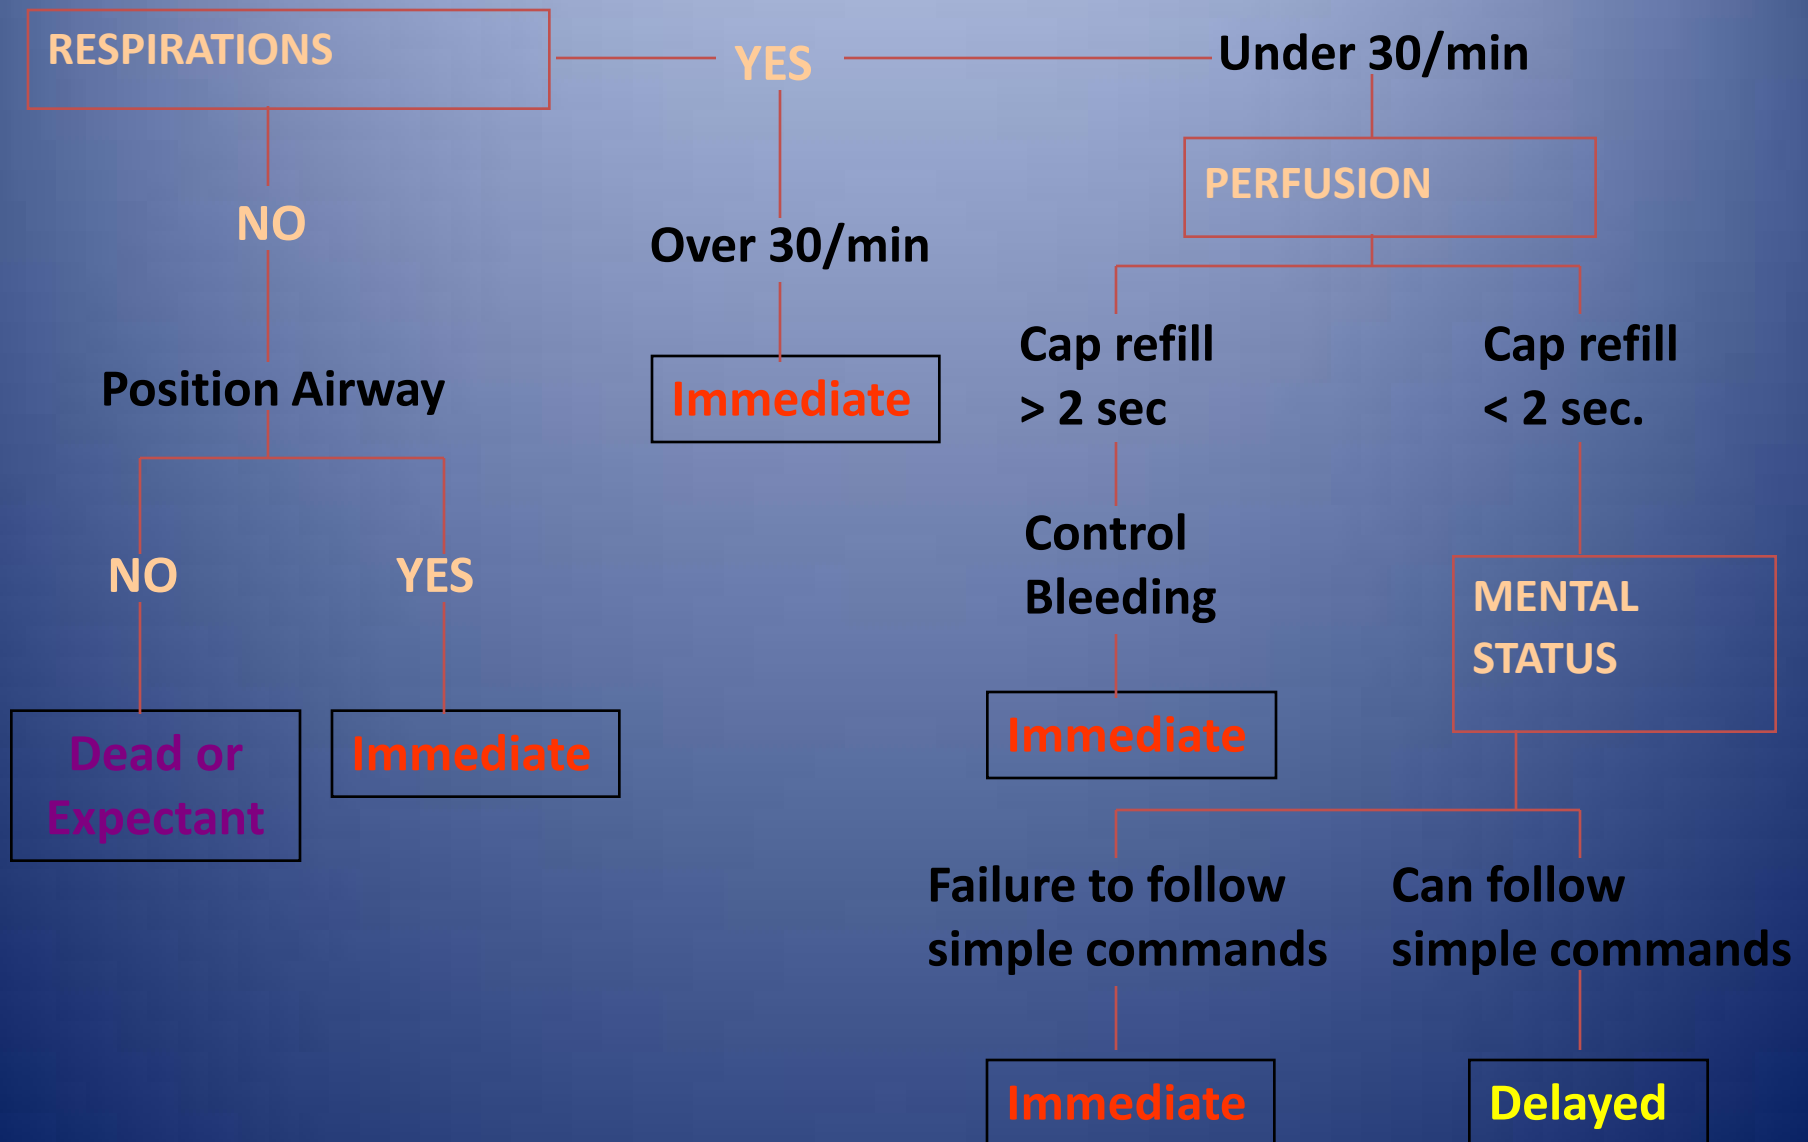 RESPIRATIONS
YES
Under 30/min
PERFUSION
NO
Over 30/min
Cap refill
> 2 sec
Cap refill
< 2 sec.
Position Airway
Immediate
Control
Bleeding
NO
YES
MENTAL
STATUS
Dead or
Expectant
Immediate
Immediate
Failure to follow
simple commands
Can follow
simple commands
Immediate
Delayed